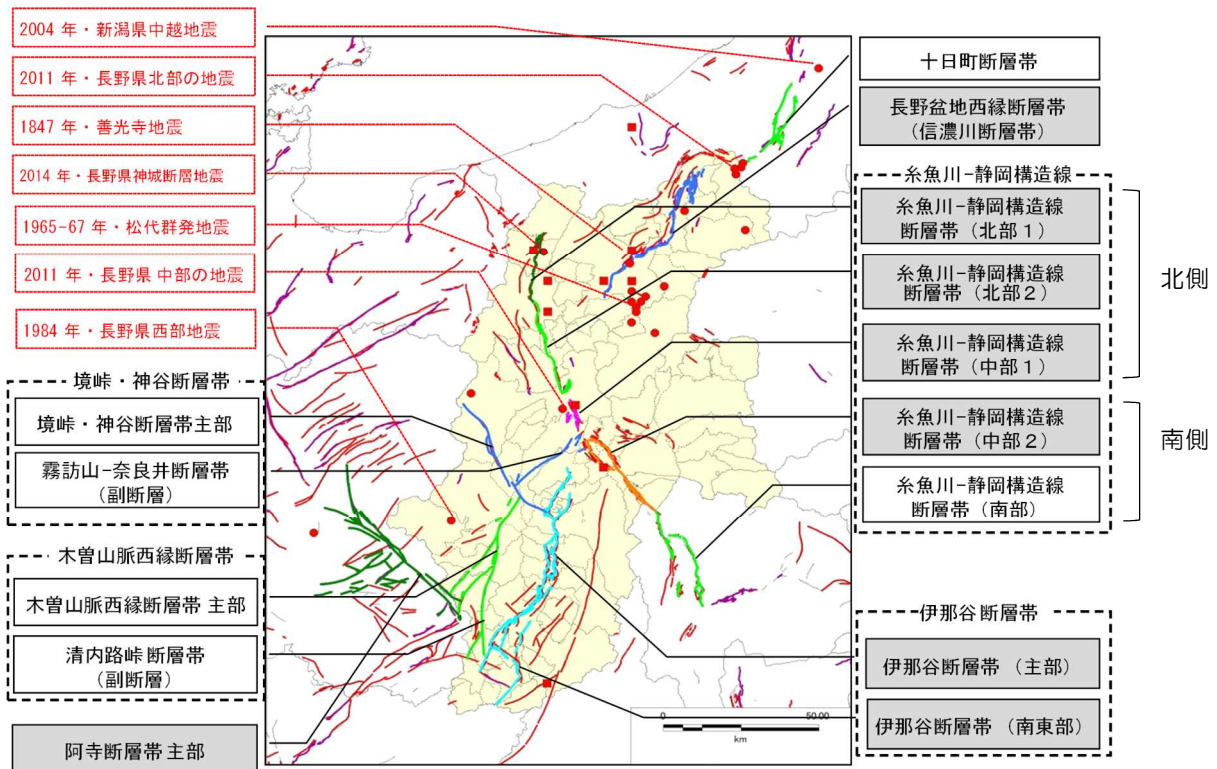 2004 年・新潟県中越地震
2011 年・長野県北部の地震
1847 年・善光寺地震
2014 年・長野県神城断層地震
1965-67 年・松代群発地震
2011 年・長野県 中部の地震
1984 年・長野県西部地震
境峠・神谷断層帯
境峠・神谷断層帯主部
霧訪山−奈良井断層帯
(副断層)
木曽山脈西縁断層帯
木曽山脈西縁断層帯 主部
清内路峠 断層帯
(副断層)
阿寺断層帯 主部
0 50.00
km
十日町断層帯
長野盆地西縁断層帯
(信濃川断層帯)
糸魚川−静岡構造線
糸魚川−静岡構造線
断層帯（北部１）
糸魚川−静岡構造線
断層帯（北部２）
糸魚川−静岡構造線
断層帯（中部１）
糸魚川−静岡構造線
断層帯（中部２）
糸魚川−静岡構造線
断層帯（南部）
北側
南側
伊那谷断層帯
伊那谷断層帯 （主部）
伊那谷断層帯 （南東部）